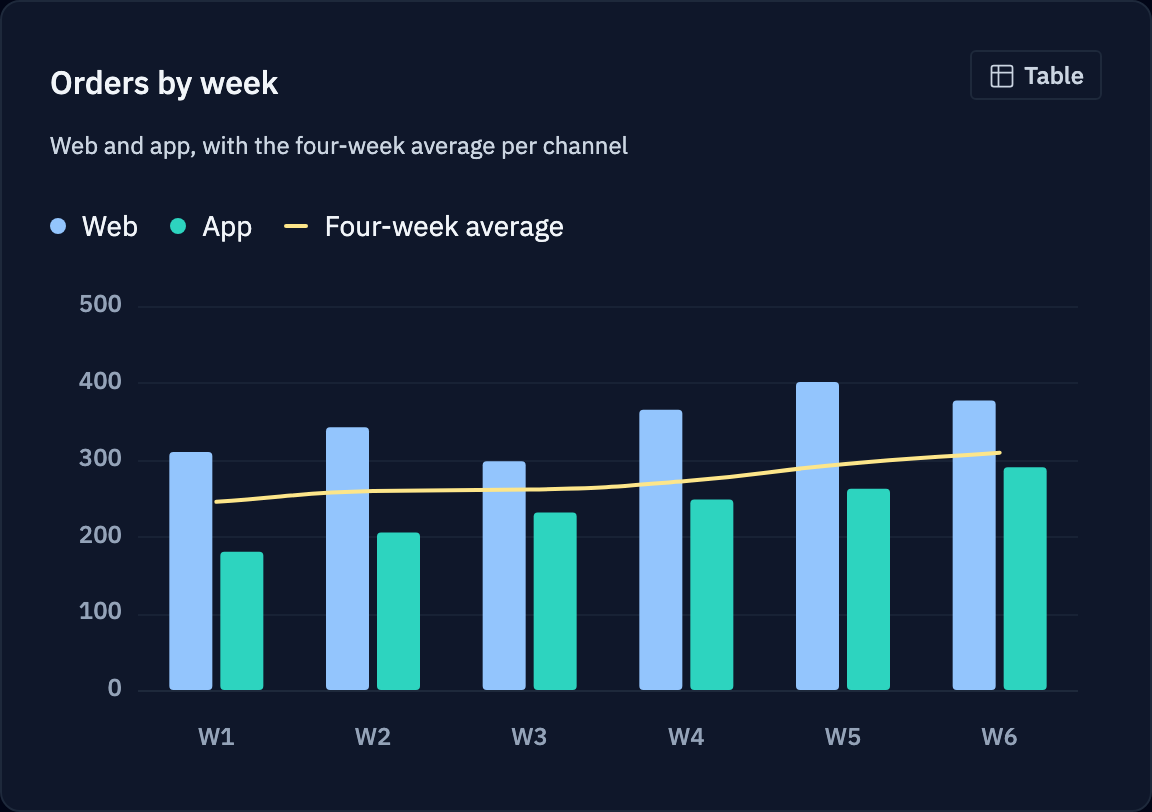 Orders by week
Table
Web and app, with the four-week average per channel
Web
App
Four-week average
500
400
300
200
100
0
W1
W2
W3
W4
W5
W6